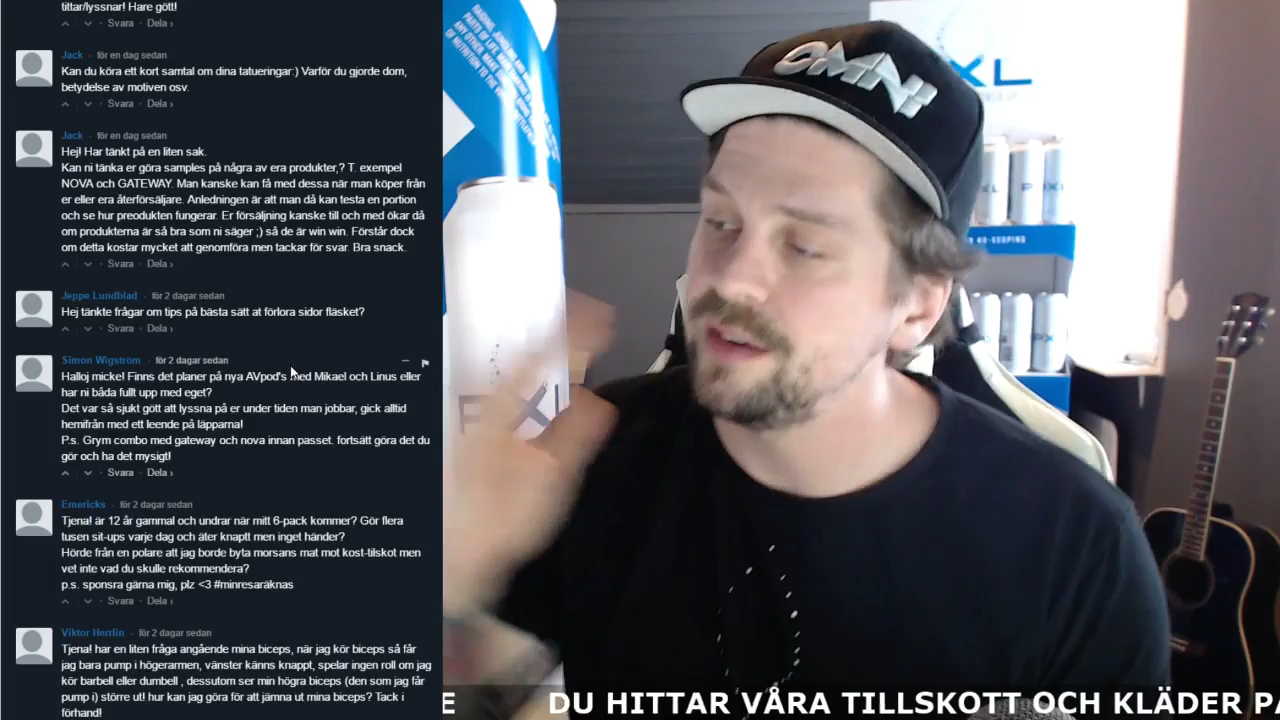 tittar/lyssnar! Hare gött!
Svara · Dela ›
Jack · för en dag sedan
Kan du köra ett kort samtal om dina tatueringar:) Varför du gjorde dom,
betydelse av motiven osv.
Svara · Dela ›
Jack · för en dag sedan
Hej! Har tänkt på en liten sak.
Kan ni tänka er göra samples på några av era produkter,? T. exempel
NOVA och GATEWAY. Man kanske kan få med dessa när man köper från
er eller era återförsäljare. Anledningen är att man då kan testa en portion
och se hur preodukten fungerar. Er försäljning kanske till och med ökar då
om produkterna är så bra som ni säger ;) så de är win win. Förstår dock
om detta kostar mycket att genomföra men tackar för svar. Bra snack.
Svara · Dela ›
Jeppe Lundblad · för 2 dagar sedan
Hej tänkte frågar om tips på bästa sätt at förlora sidor fläsket?
Svara · Dela ›
Simon Wigström · för 2 dagar sedan
Halloj micke! Finns det planer på nya AVpod's med Mikael och Linus eller
har ni båda fullt upp med eget?
Det var så sjukt gött att lyssna på er under tiden man jobbar, gick alltid
hemifrån med ett leende på läpparna!
P.s. Grym combo med gateway och nova innan passet. fortsätt göra det du
gör och ha det mysigt!
Svara · Dela ›
Emericks · för 2 dagar sedan
Tjena! är 12 år gammal och undrar när mitt 6-pack kommer? Gör flera
tusen sit-ups varje dag och äter knaptt men inget händer?
Hörde från en polare att jag borde byta morsans mat mot kost-tilskot men
vet inte vad du skulle rekommendera?
p.s. sponsra gärna mig, plz <3 #minresaräknas
Svara · Dela ›
Viktor Herrlin · för 2 dagar sedan
Tjena! har en liten fråga angående mina biceps, när jag kör biceps så får
jag bara pump i högerarmen, vänster känns knappt, spelar ingen roll om jag
kör barbell eller dumbell , dessutom ser min högra biceps (den som jag får
pump i) större ut! hur kan jag göra för att jämna ut mina biceps? Tack i
förhand!
OMNI
XL
E DU HITTAR VÅRA TILLSKOTT OCH KLÄDER PÅ